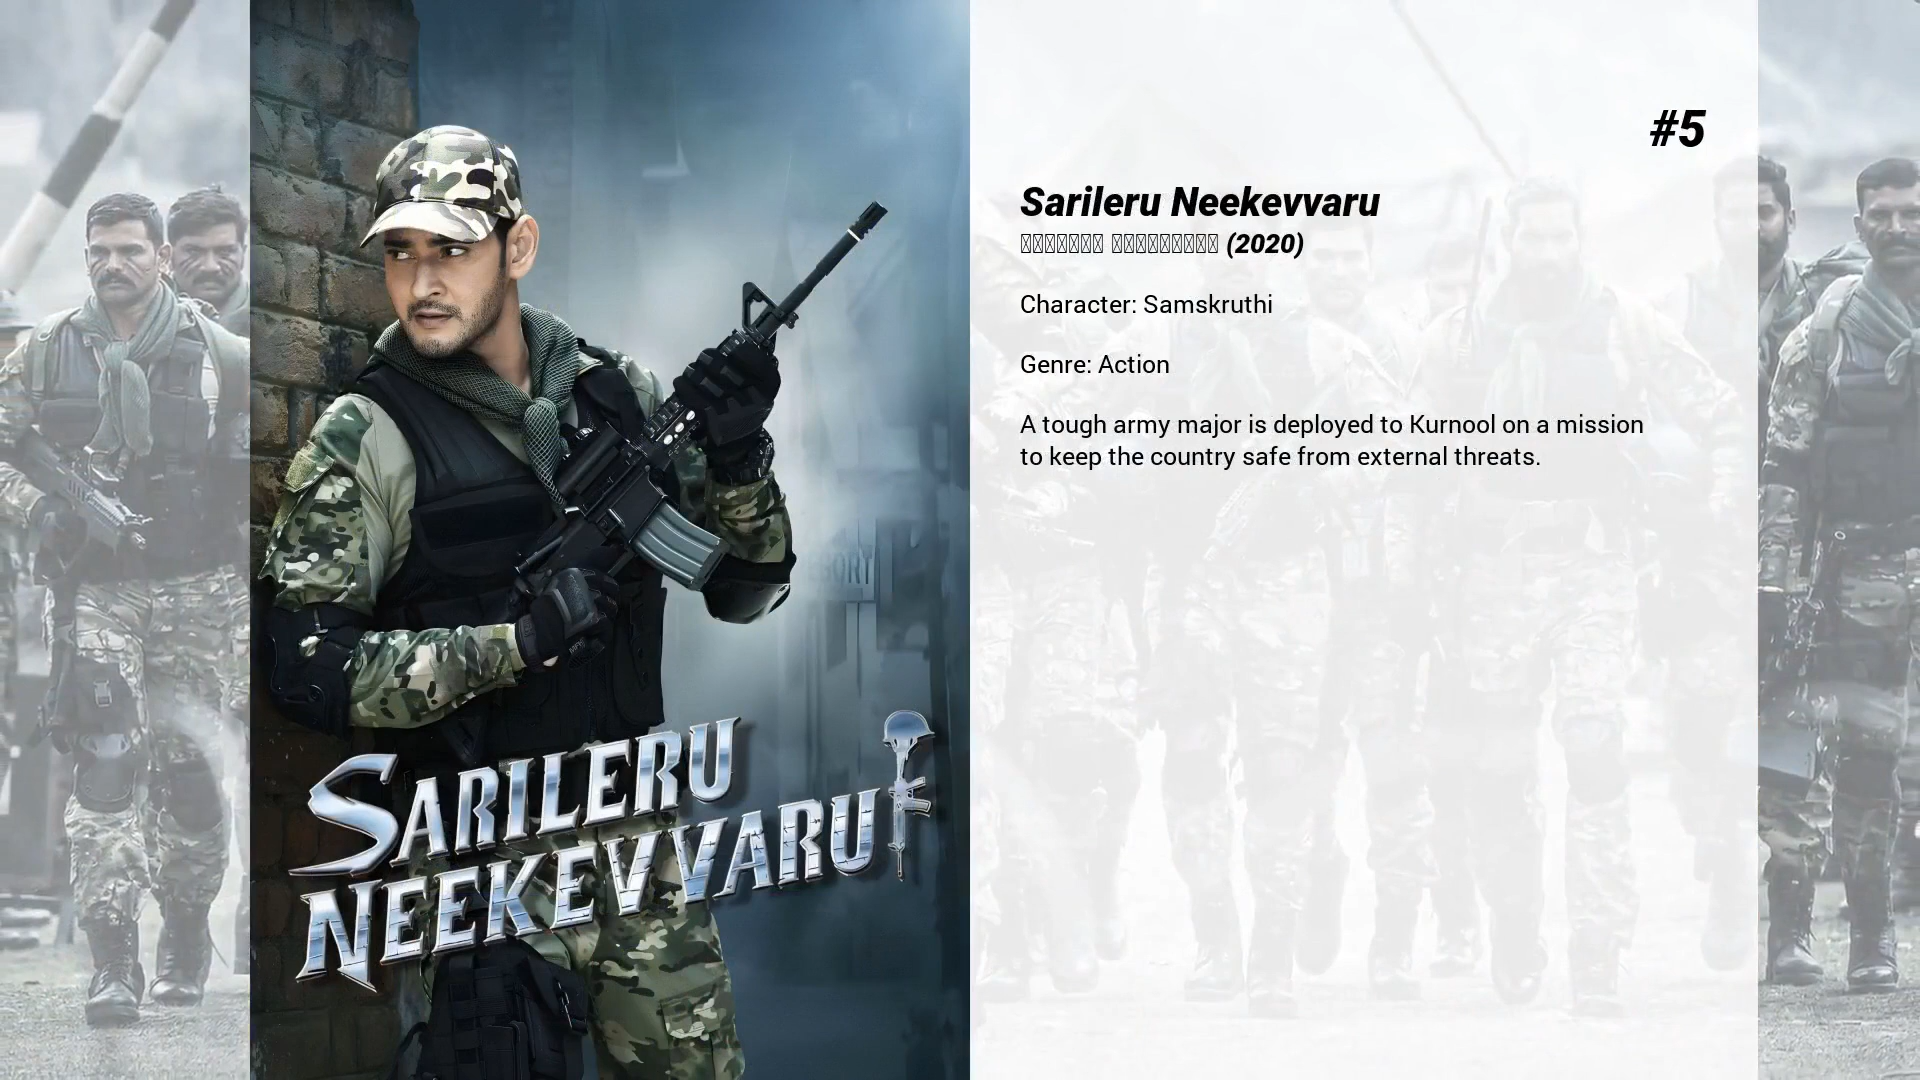 #5
Sarileru Neekevvaru
(2020)
Character: Samskruthi
Genre: Action
A tough army major is deployed to Kurnool on a mission
to keep the country safe from external threats.
SARILERU
NEEKEVVARU